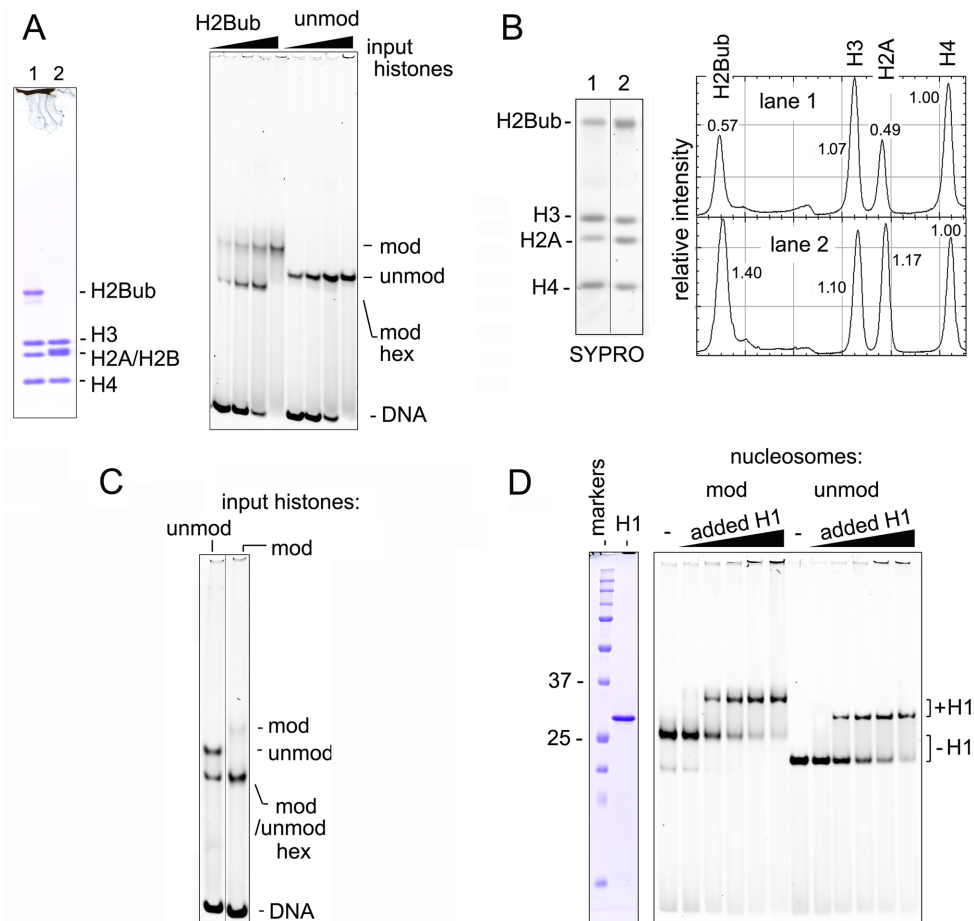 A
H2Bub unmod
input
histones
1 2
mod
unmod
H2Bub
mod
hex
H3
H2A/H2B
H4
DNA
B
1 2
H2Bub
H3
H2A
H4
SYPRO
relative intensity
H2Bub
H3
H2A
H4
lane 1
0.57
1.07
0.49
1.00
lane 2
1.40
1.10
1.17
1.00
C
input histones:
unmod
mod
mod
unmod
mod
/unmod
hex
DNA
D
markers
H1
37
25
nucleosomes:
mod unmod
- added H1 - added H1
+H1
-H1